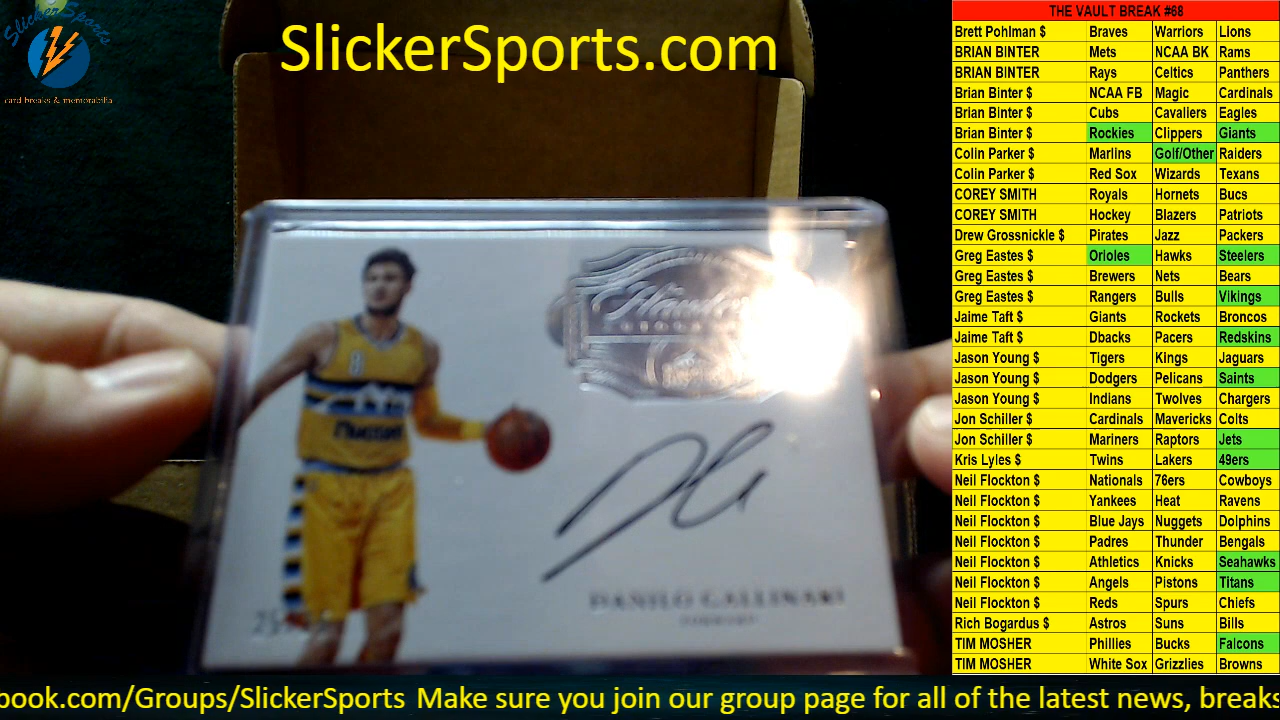 SlickerSports
card breaks & memorabilia
SlickerSports.com
8
DANILO GALLINARI
FORWARD
THE VAULT BREAK #68
Brett Pohlman $ Braves Warriors Lions
BRIAN BINTER Mets NCAA BK Rams
BRIAN BINTER Rays Celtics Panthers
Brian Binter $ NCAA FB Magic Cardinals
Brian Binter $ Cubs Cavaliers Eagles
Brian Binter $ Rockies Clippers Giants
Colin Parker $ Marlins Golf/Other Raiders
Colin Parker $ Red Sox Wizards Texans
COREY SMITH Royals Hornets Bucs
COREY SMITH Hockey Blazers Patriots
Drew Grossnickle $ Pirates Jazz Packers
Greg Eastes $ Orioles Hawks Steelers
Greg Eastes $ Brewers Nets Bears
Greg Eastes $ Rangers Bulls Vikings
Jaime Taft $ Giants Rockets Broncos
Jaime Taft $ Dbacks Pacers Redskins
Jason Young $ Tigers Kings Jaguars
Jason Young $ Dodgers Pelicans Saints
Jason Young $ Indians Twolves Chargers
Jon Schiller $ Cardinals Mavericks Colts
Jon Schiller $ Mariners Raptors Jets
Kris Lyles $ Twins Lakers 49ers
Neil Flockton $ Nationals 76ers Cowboys
Neil Flockton $ Yankees Heat Ravens
Neil Flockton $ Blue Jays Nuggets Dolphins
Neil Flockton $ Padres Thunder Bengals
Neil Flockton $ Athletics Knicks Seahawks
Neil Flockton $ Angels Pistons Titans
Neil Flockton $ Reds Spurs Chiefs
Rich Bogardus $ Astros Suns Bills
TIM MOSHER Phillies Bucks Falcons
TIM MOSHER White Sox Grizzlies Browns
book.com/Groups/SlickerSports Make sure you join our group page for all of the latest news, breaks